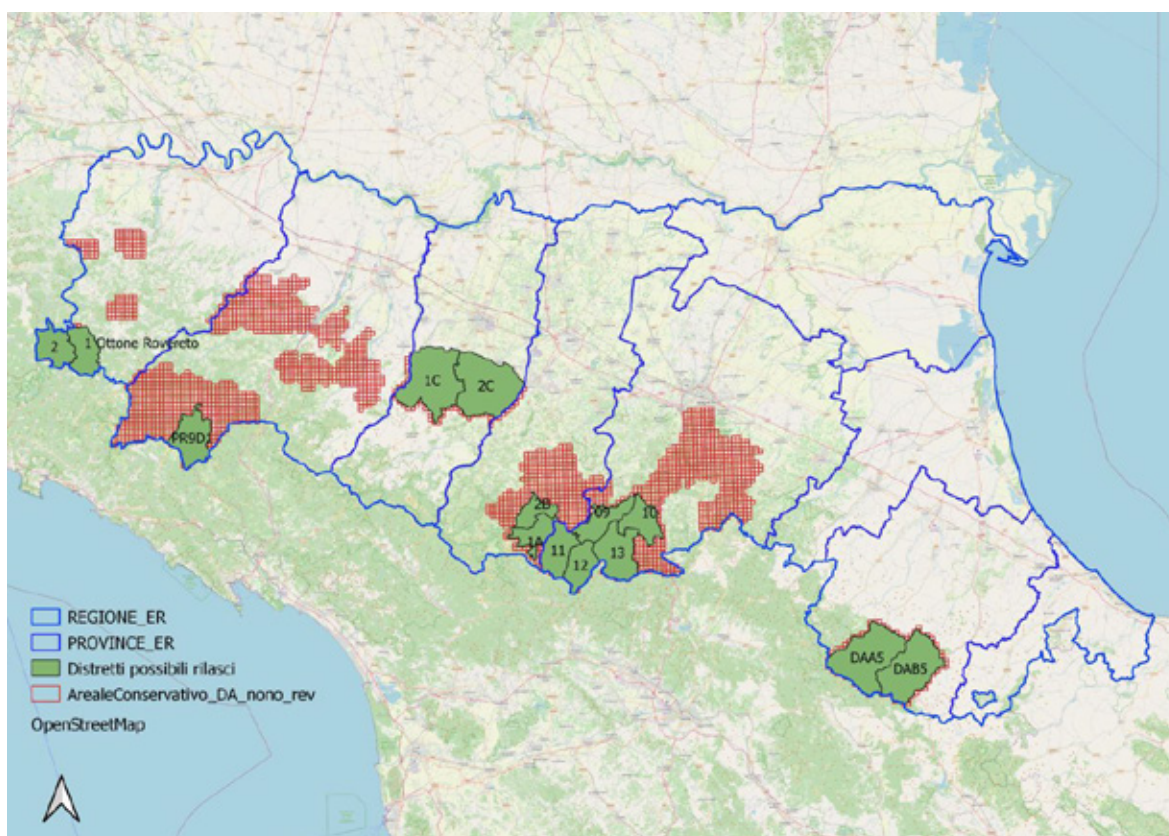 2
1 Ottone Rovereto
1C
2C
PR9D1
2B
09
10
1A
11
12
13
DAA5
DAB5
REGIONE_ER
PROVINCE_ER
Distretti possibili rilasci
ArealeConservativo_DA_nono_rev
OpenStreetMap